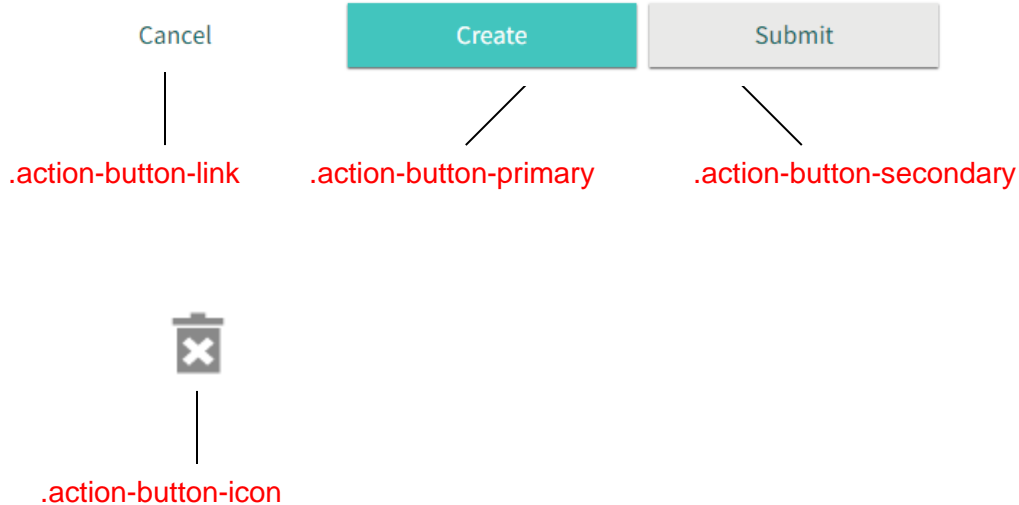 Cancel Create Submit
.action-button-link .action-button-primary .action-button-secondary
.action-button-icon